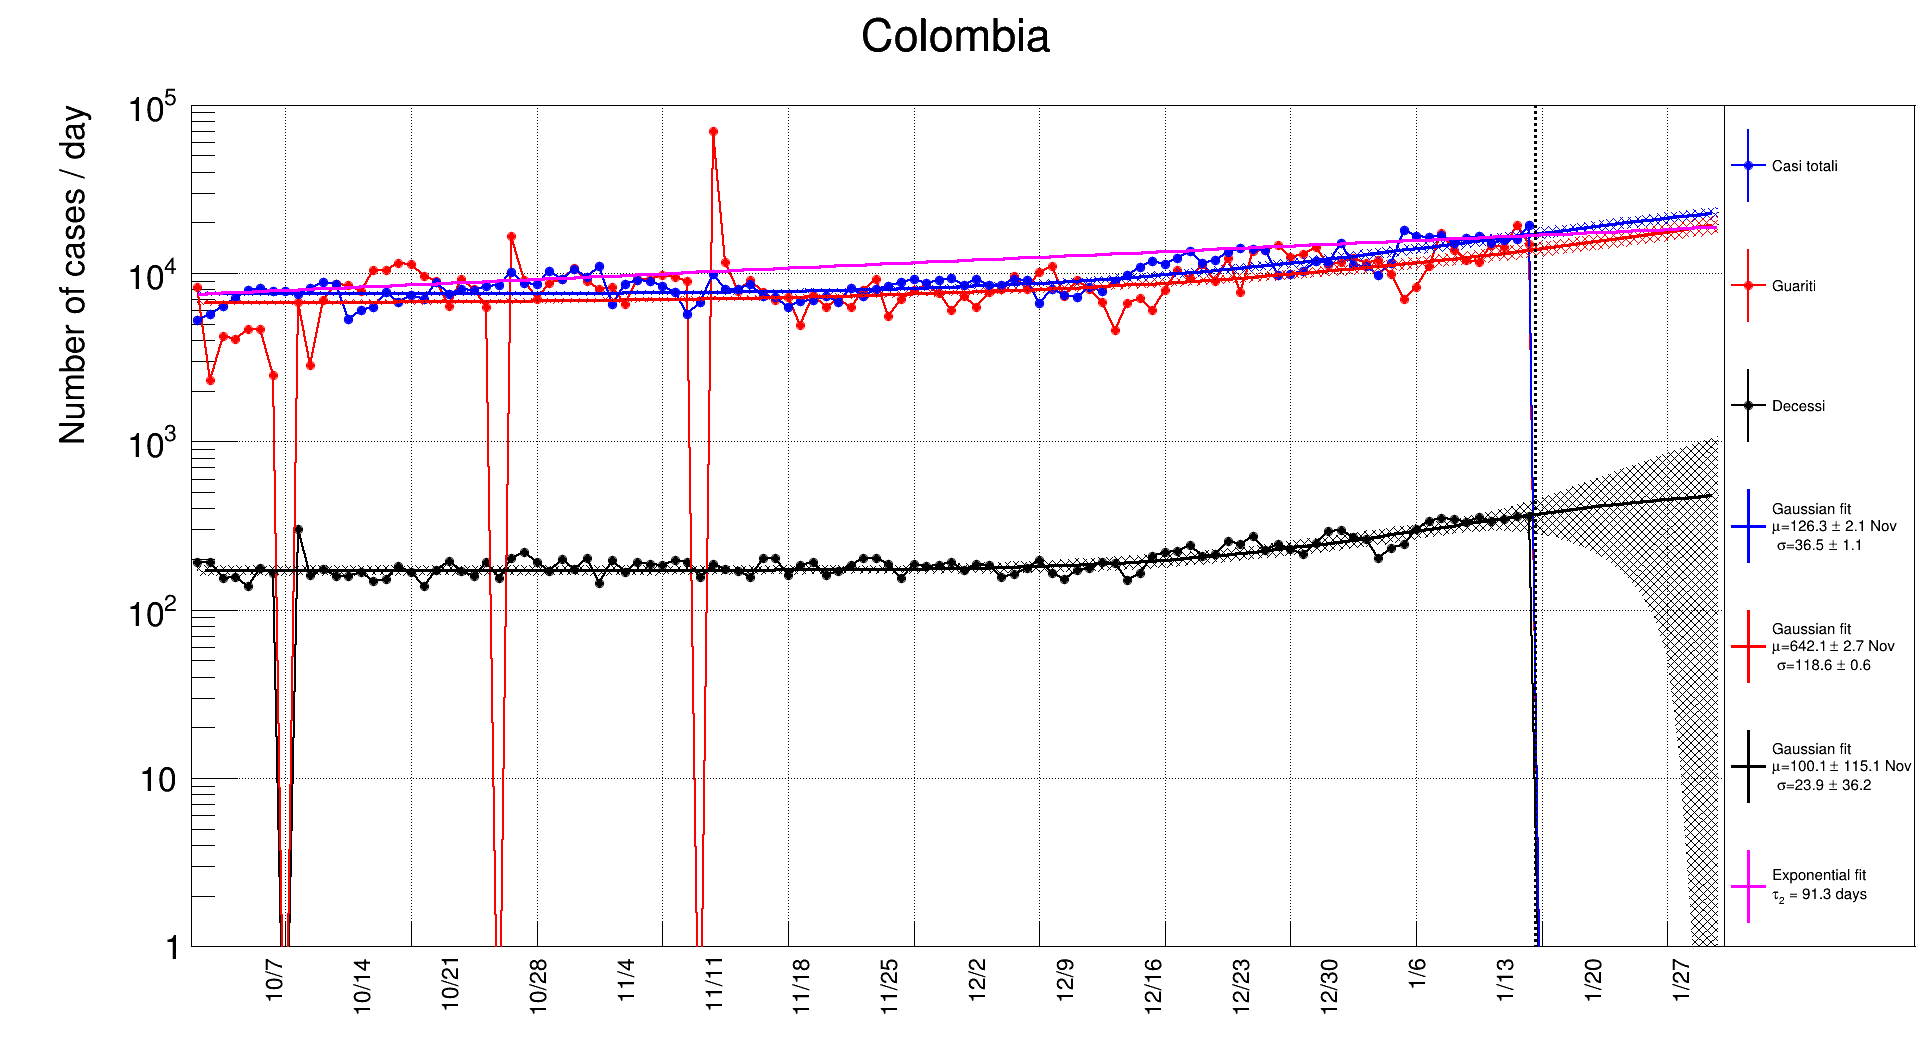 Colombia
Number of cases / day
10^5
10^4
10^3
10^2
10
1
10/7
10/14
10/21
10/28
11/4
11/11
11/18
11/25
12/2
12/9
12/16
12/23
12/30
1/6
1/13
1/20
1/27
Casi totali
Guariti
Decessi
Gaussian fit
μ=126.3 ± 2.1 Nov
σ=36.5 ± 1.1
Gaussian fit
μ=642.1 ± 2.7 Nov
σ=118.6 ± 0.6
Gaussian fit
μ=100.1 ± 115.1 Nov
σ=23.9 ± 36.2
Exponential fit
τ₂ = 91.3 days